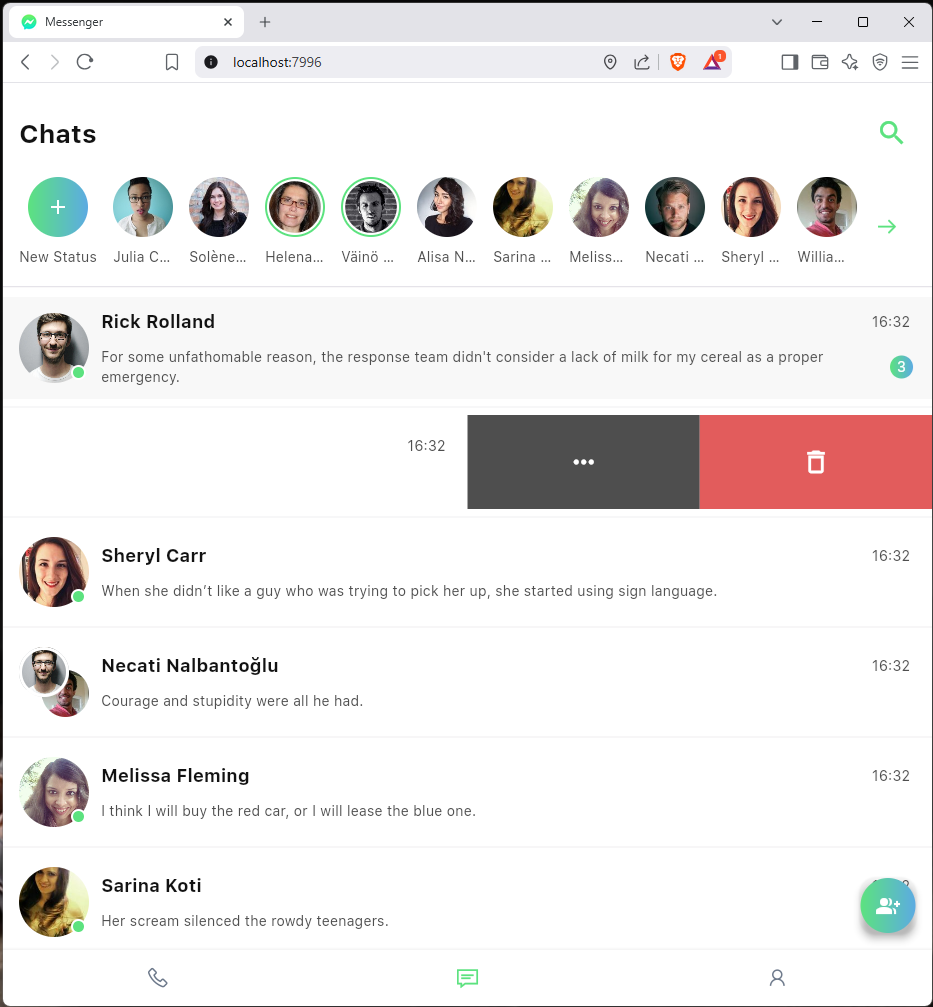 Messenger
localhost:7996
1
Chats
New Status
Julia C...
Solène...
Helena...
Väinö ...
Alisa N...
Sarina ...
Meliss...
Necati ...
Sheryl ...
Willia...
Rick Rolland
16:32
For some unfathomable reason, the response team didn't consider a lack of milk for my cereal as a proper
emergency.
3
16:32
Sheryl Carr
16:32
When she didn’t like a guy who was trying to pick her up, she started using sign language.
Necati Nalbantoğlu
16:32
Courage and stupidity were all he had.
Melissa Fleming
16:32
I think I will buy the red car, or I will lease the blue one.
Sarina Koti
Her scream silenced the rowdy teenagers.